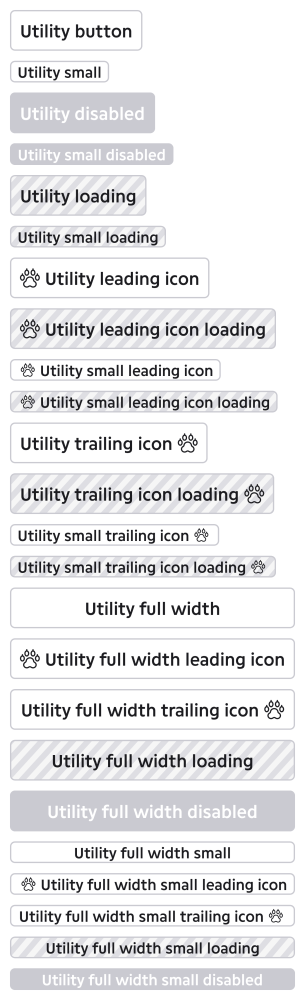 Utility button
Utility small
Utility disabled
Utility small disabled
Utility loading
Utility small loading
Utility leading icon
Utility leading icon loading
Utility small leading icon
Utility small leading icon loading
Utility trailing icon
Utility trailing icon loading
Utility small trailing icon
Utility small trailing icon loading
Utility full width
Utility full width leading icon
Utility full width trailing icon
Utility full width loading
Utility full width disabled
Utility full width small
Utility full width small leading icon
Utility full width small trailing icon
Utility full width small loading
Utility full width small disabled